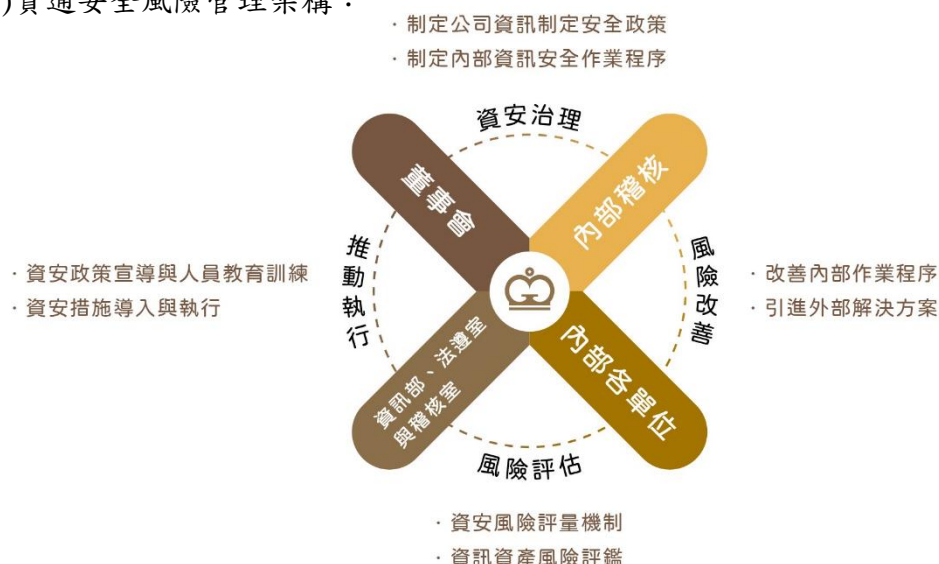 )資通安全風險管理架構：
· 制定公司資訊制定安全政策
· 制定內部資訊安全作業程序
資安治理
董事會
內部稽核
推動執行
· 資安政策宣導與人員教育訓練
· 資安措施導入與執行
風險改善
· 改善內部作業程序
· 引進外部解決方案
資訊部、法遵室
與稽核室
內部各單位
風險評估
· 資安風險評量機制
· 資訊資產風險評鑑